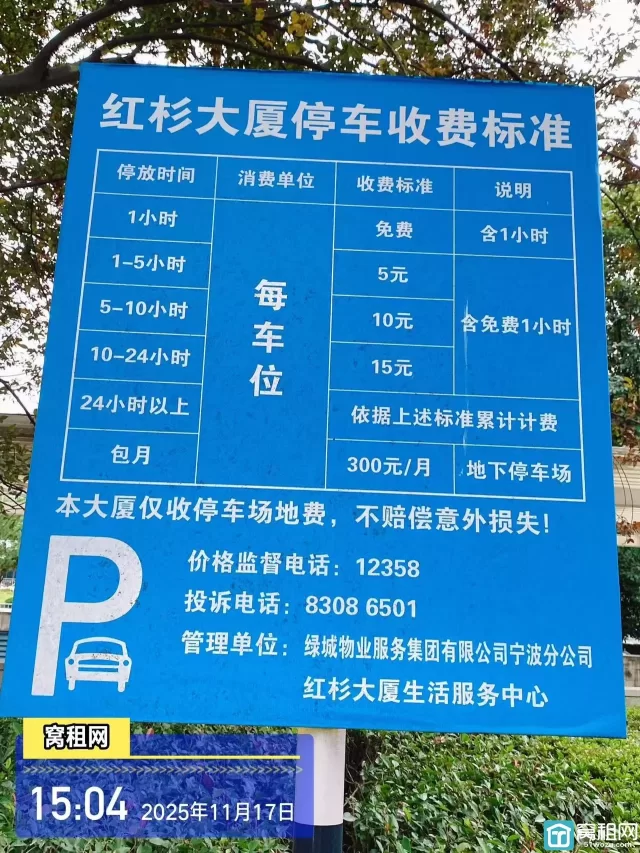 红杉大厦停车收费标准
停放时间 消费单位 收费标准 说明
1小时 免费 含1小时
1-5小时 5元
5-10小时 每车位 10元 含免费1小时
10-24小时 15元
24小时以上 依据上述标准累计计费
包月 300元/月 地下停车场
本大厦仅收停车场地费，不赔偿意外损失！
P
价格监督电话：12358
投诉电话：8308 6501
管理单位：绿城物业服务集团有限公司宁波分公司
红杉大厦生活服务中心
窝租网
15:04 2025年11月17日
窝租网
51wozu.com